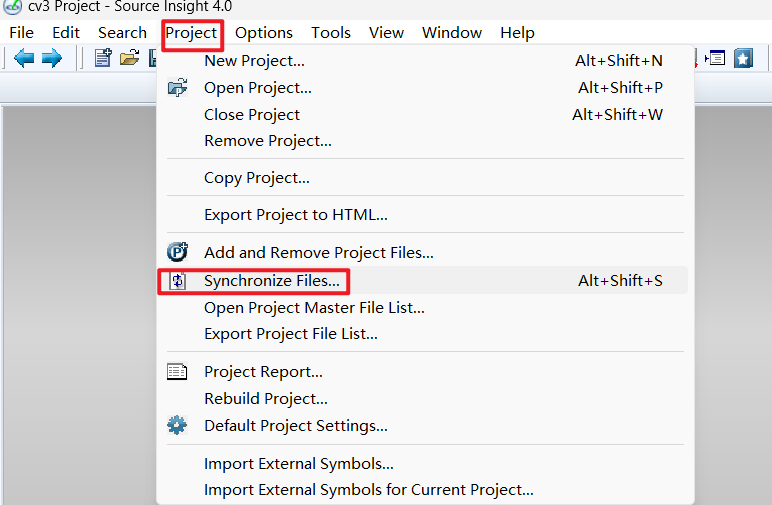 cv3 Project - Source Insight 4.0
File Edit Search Project Options Tools View Window Help
New Project... Alt+Shift+N
Open Project... Alt+Shift+P
Close Project Alt+Shift+W
Remove Project...
Copy Project...
Export Project to HTML...
Add and Remove Project Files...
Synchronize Files... Alt+Shift+S
Open Project Master File List...
Export Project File List...
Project Report...
Rebuild Project...
Default Project Settings...
Import External Symbols...
Import External Symbols for Current Project...